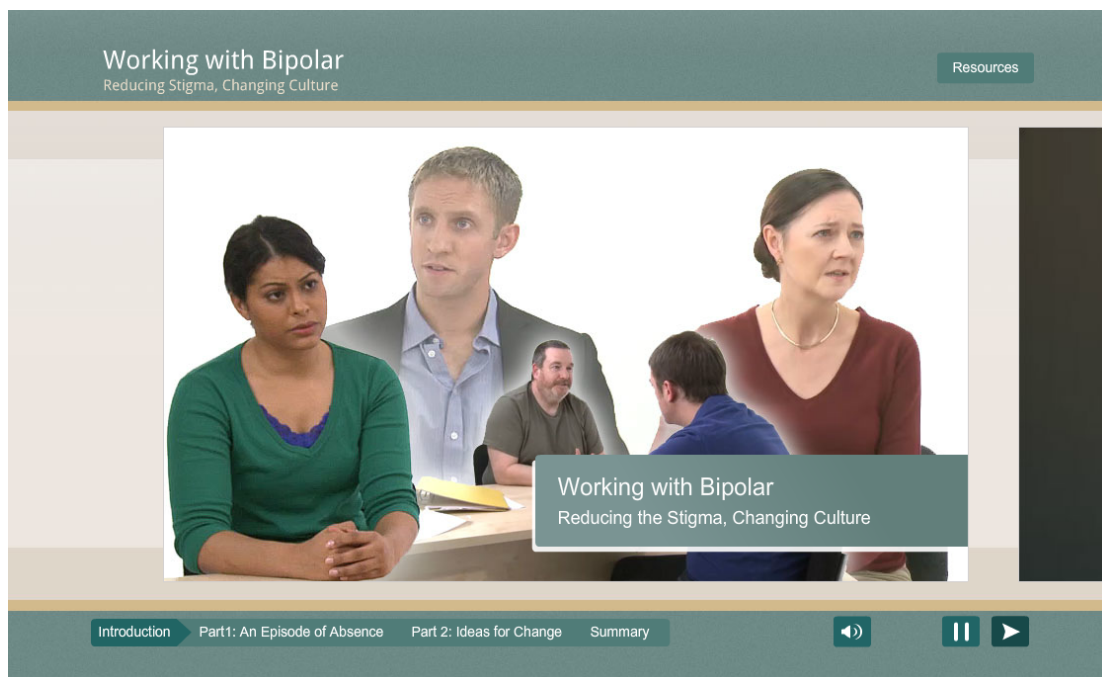 Working with Bipolar
Reducing Stigma, Changing Culture
Resources
Working with Bipolar
Reducing the Stigma, Changing Culture
Introduction
Part1: An Episode of Absence
Part 2: Ideas for Change
Summary